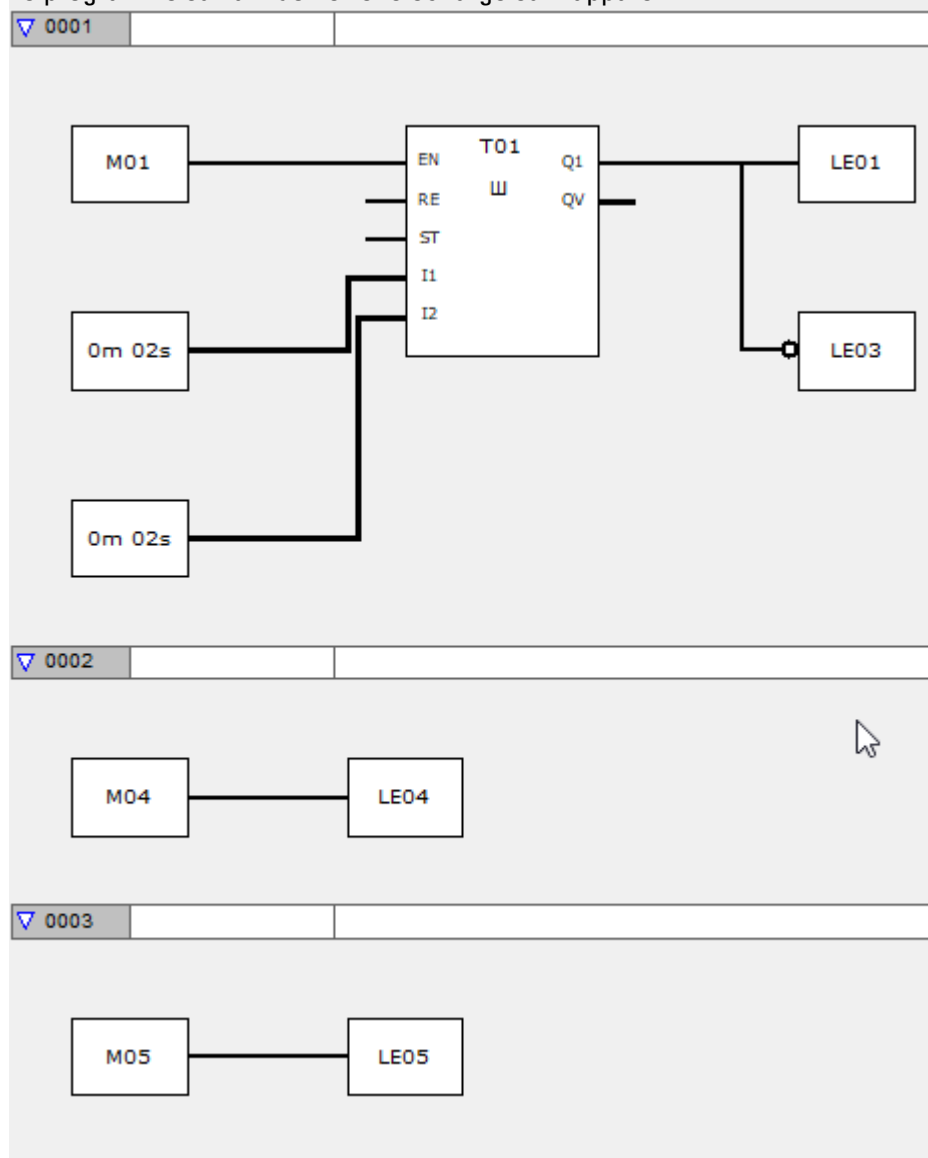 0001
T01
M01 EN Q1 LE01
Ш
RE QV
ST
I1
I2
0m 02s LE03
0m 02s
0002
M04 LE04
0003
M05 LE05